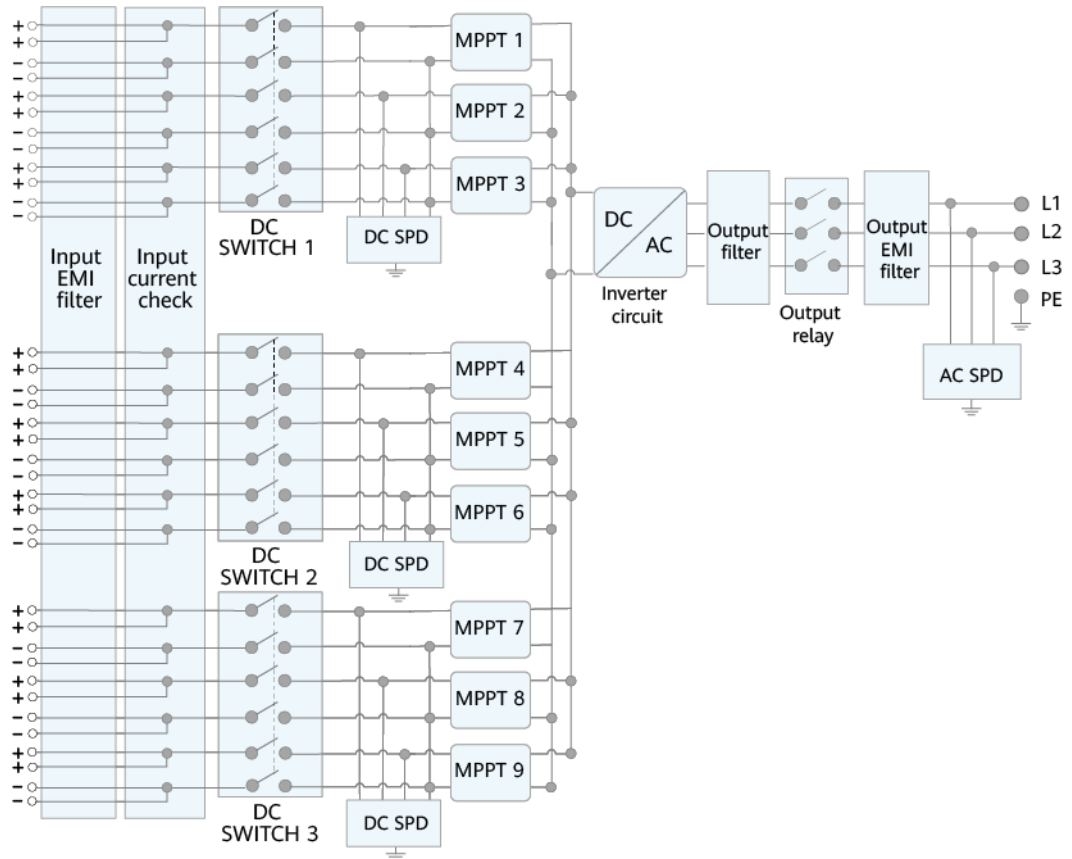 +
+
−
−
+
+
−
−
+
+
−
−
MPPT 1
MPPT 2
MPPT 3
DC
SWITCH 1
DC SPD
Input
EMI
filter
Input
current
check
DC
AC
Inverter
circuit
Output
filter
Output
relay
Output
EMI
filter
L1
L2
L3
PE
AC SPD
+
+
−
−
+
+
−
−
+
+
−
−
MPPT 4
MPPT 5
MPPT 6
DC
SWITCH 2
DC SPD
+
+
−
−
+
+
−
−
+
+
−
−
MPPT 7
MPPT 8
MPPT 9
DC
SWITCH 3
DC SPD